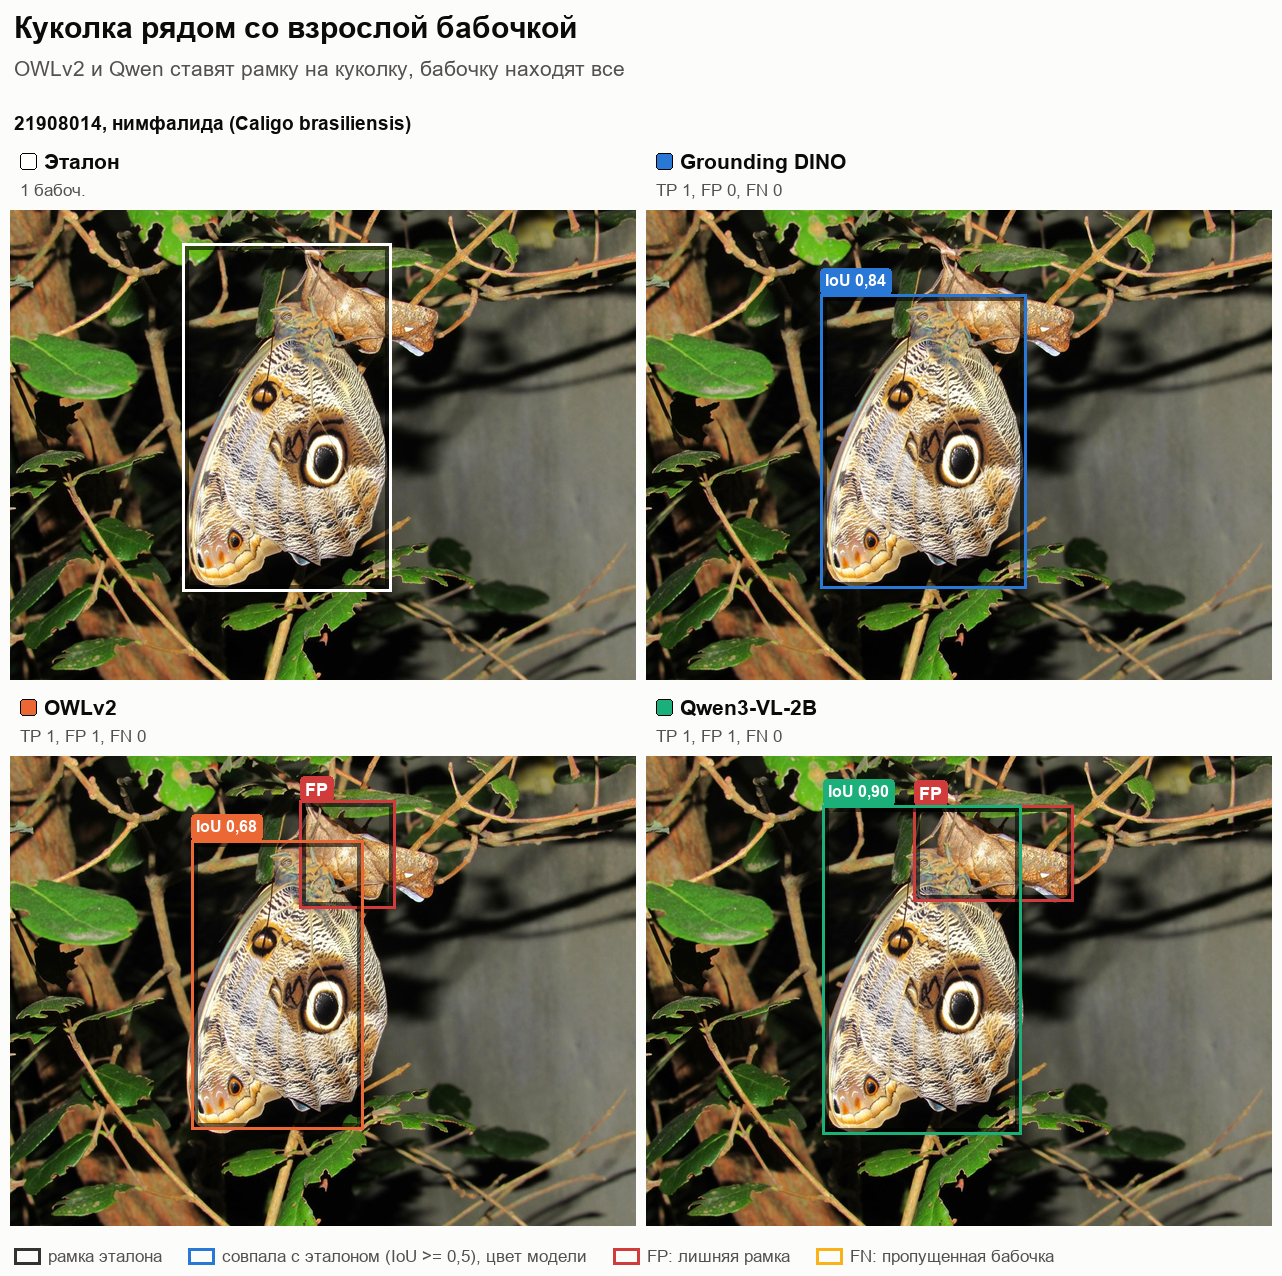 Куколка рядом со взрослой бабочкой
OWLv2 и Qwen ставят рамку на куколку, бабочку находят все
21908014, нимфалида (Caligo brasiliensis)
Эталон
1 бабоч.
Grounding DINO
TP 1, FP 0, FN 0
IoU 0,84
OWLv2
TP 1, FP 1, FN 0
FP
IoU 0,68
Qwen3-VL-2B
TP 1, FP 1, FN 0
IoU 0,90
FP
рамка эталона
совпала с эталоном (IoU >= 0,5), цвет модели
FP: лишняя рамка
FN: пропущенная бабочка